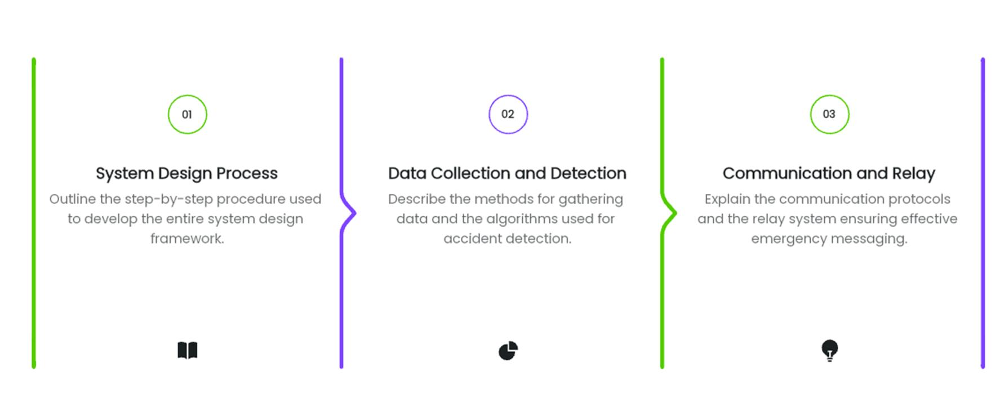 01
System Design Process
Outline the step-by-step procedure used
to develop the entire system design
framework.
02
Data Collection and Detection
Describe the methods for gathering
data and the algorithms used for
accident detection.
03
Communication and Relay
Explain the communication protocols
and the relay system ensuring effective
emergency messaging.